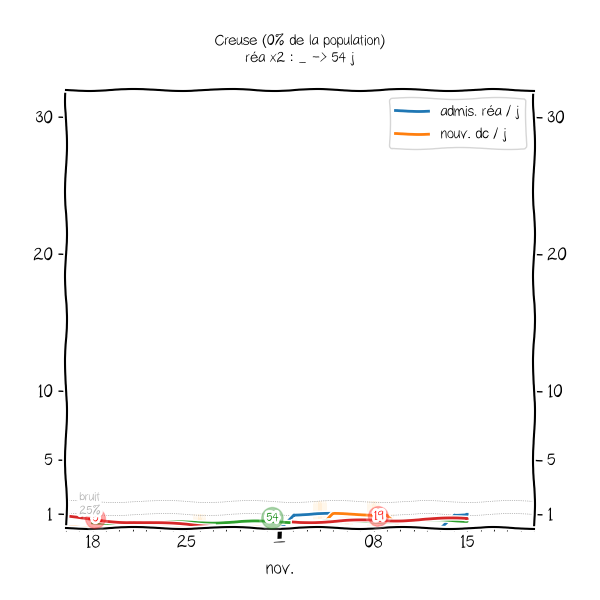 Creuse (0% de la population)
réa x2 : _ -> 54 j
admis. réa / j
nouv. dc / j
30 30
20 20
10 10
5 5
bruit
25%
1 1
54 19
18 25 1 08 15
nov.